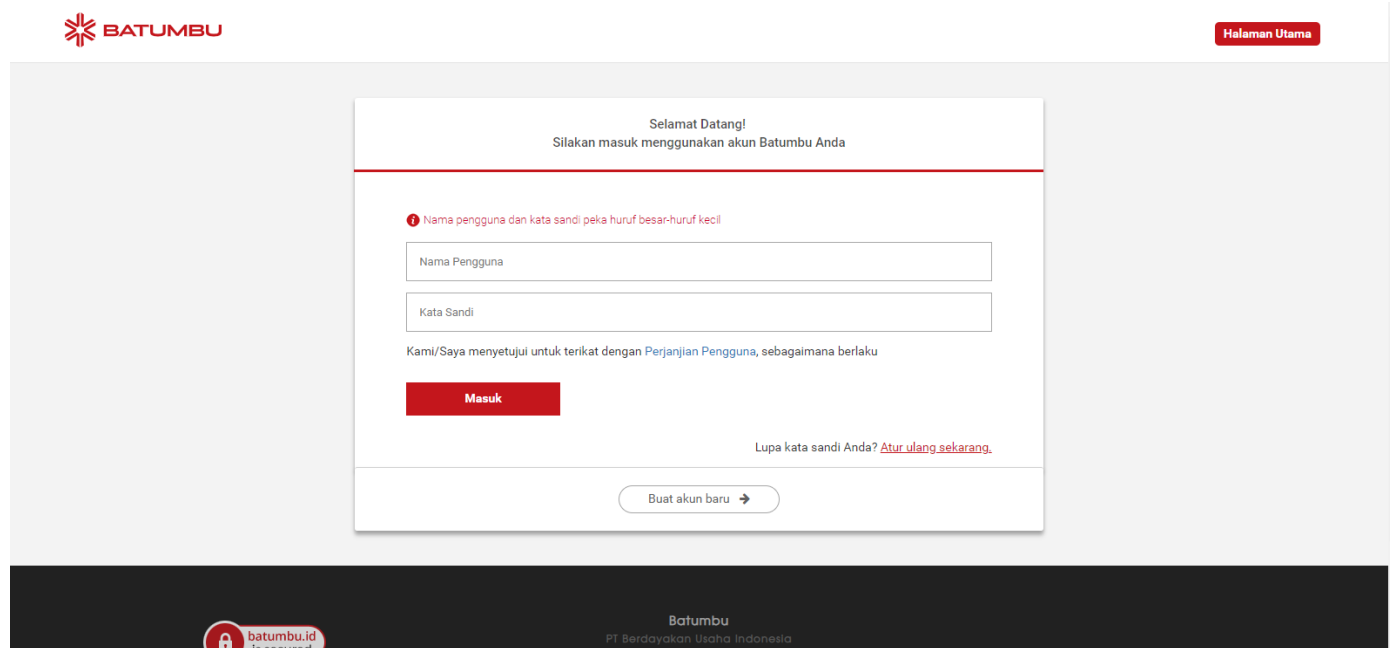 BATUMBU
Halaman Utama
Selamat Datang!
Silakan masuk menggunakan akun Batumbu Anda
Nama pengguna dan kata sandi peka huruf besar-huruf kecil
Nama Pengguna
Kata Sandi
Kami/Saya menyetujui untuk terikat dengan Perjanjian Pengguna, sebagaimana berlaku
Masuk
Lupa kata sandi Anda? Atur ulang sekarang.
Buat akun baru
Batumbu
PT Berdayakan Usaha Indonesia
batumbu.id
is secured